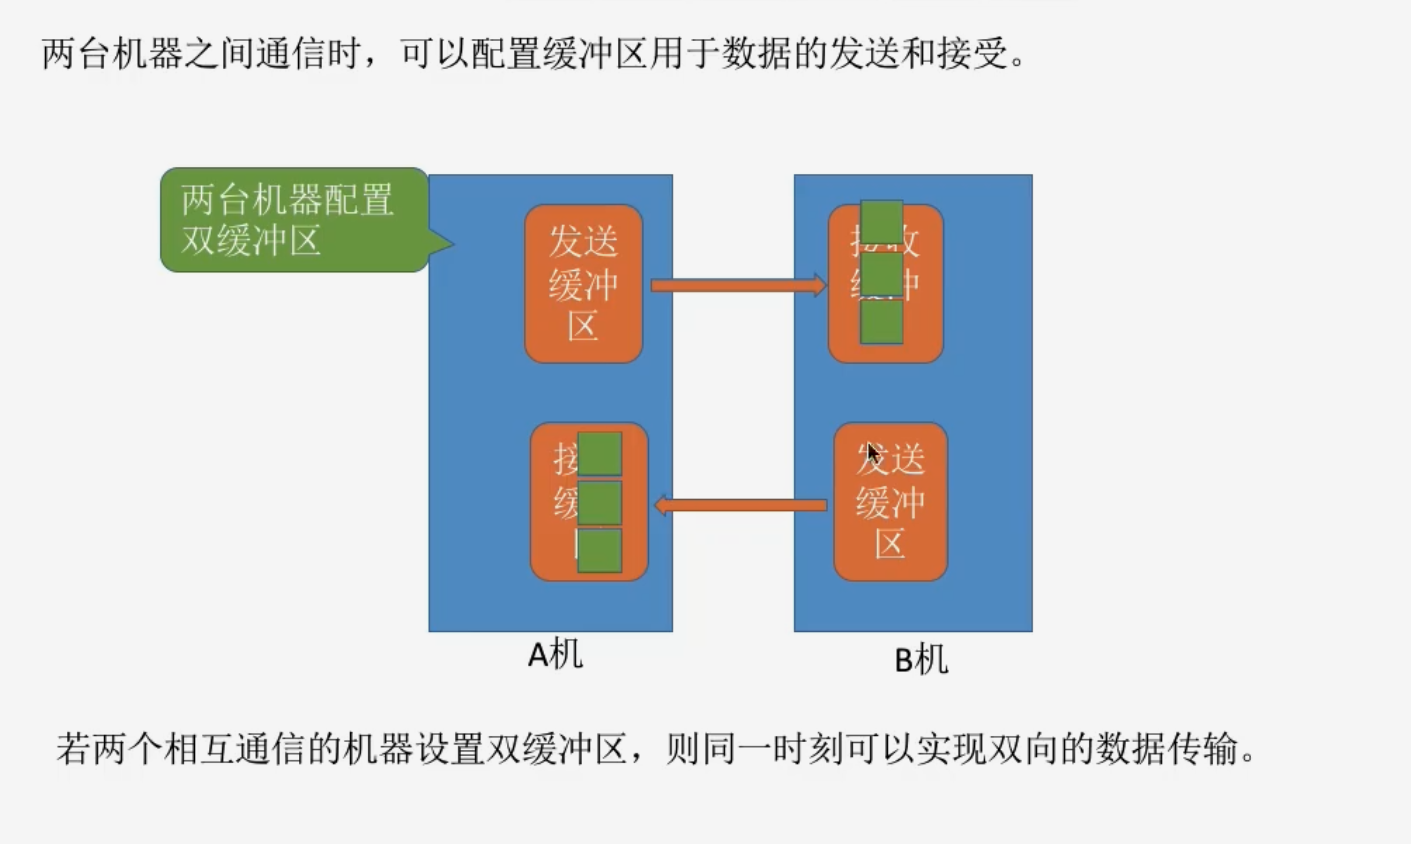 两台机器之间通信时，可以配置缓冲区用于数据的发送和接受。
两台机器配置
双缓冲区
发送
缓冲
区
收
冲
接
缓
发送
缓冲
区
A机
B机
若两个相互通信的机器设置双缓冲区，则同一时刻可以实现双向的数据传输。